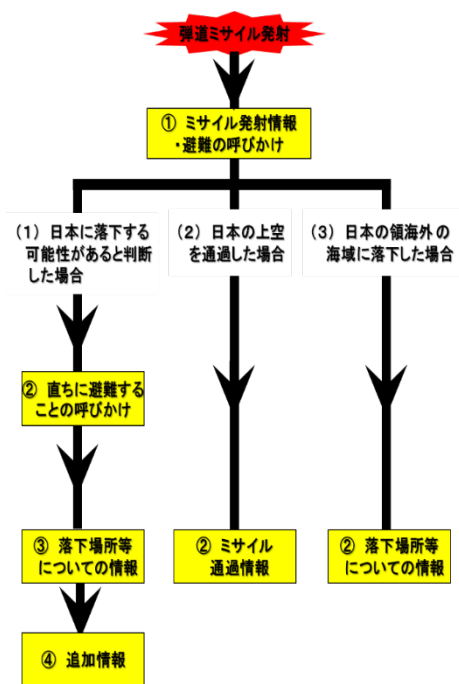 弾道ミサイル発射
① ミサイル発射情報
・避難の呼びかけ
（1）日本に落下する
可能性があると判断
した場合
（2）日本の上空
を通過した場合
（3）日本の領海外の
海域に落下した場合
② 直ちに避難する
ことの呼びかけ
③ 落下場所等
についての情報
② ミサイル
通過情報
② 落下場所等
についての情報
④ 追加情報